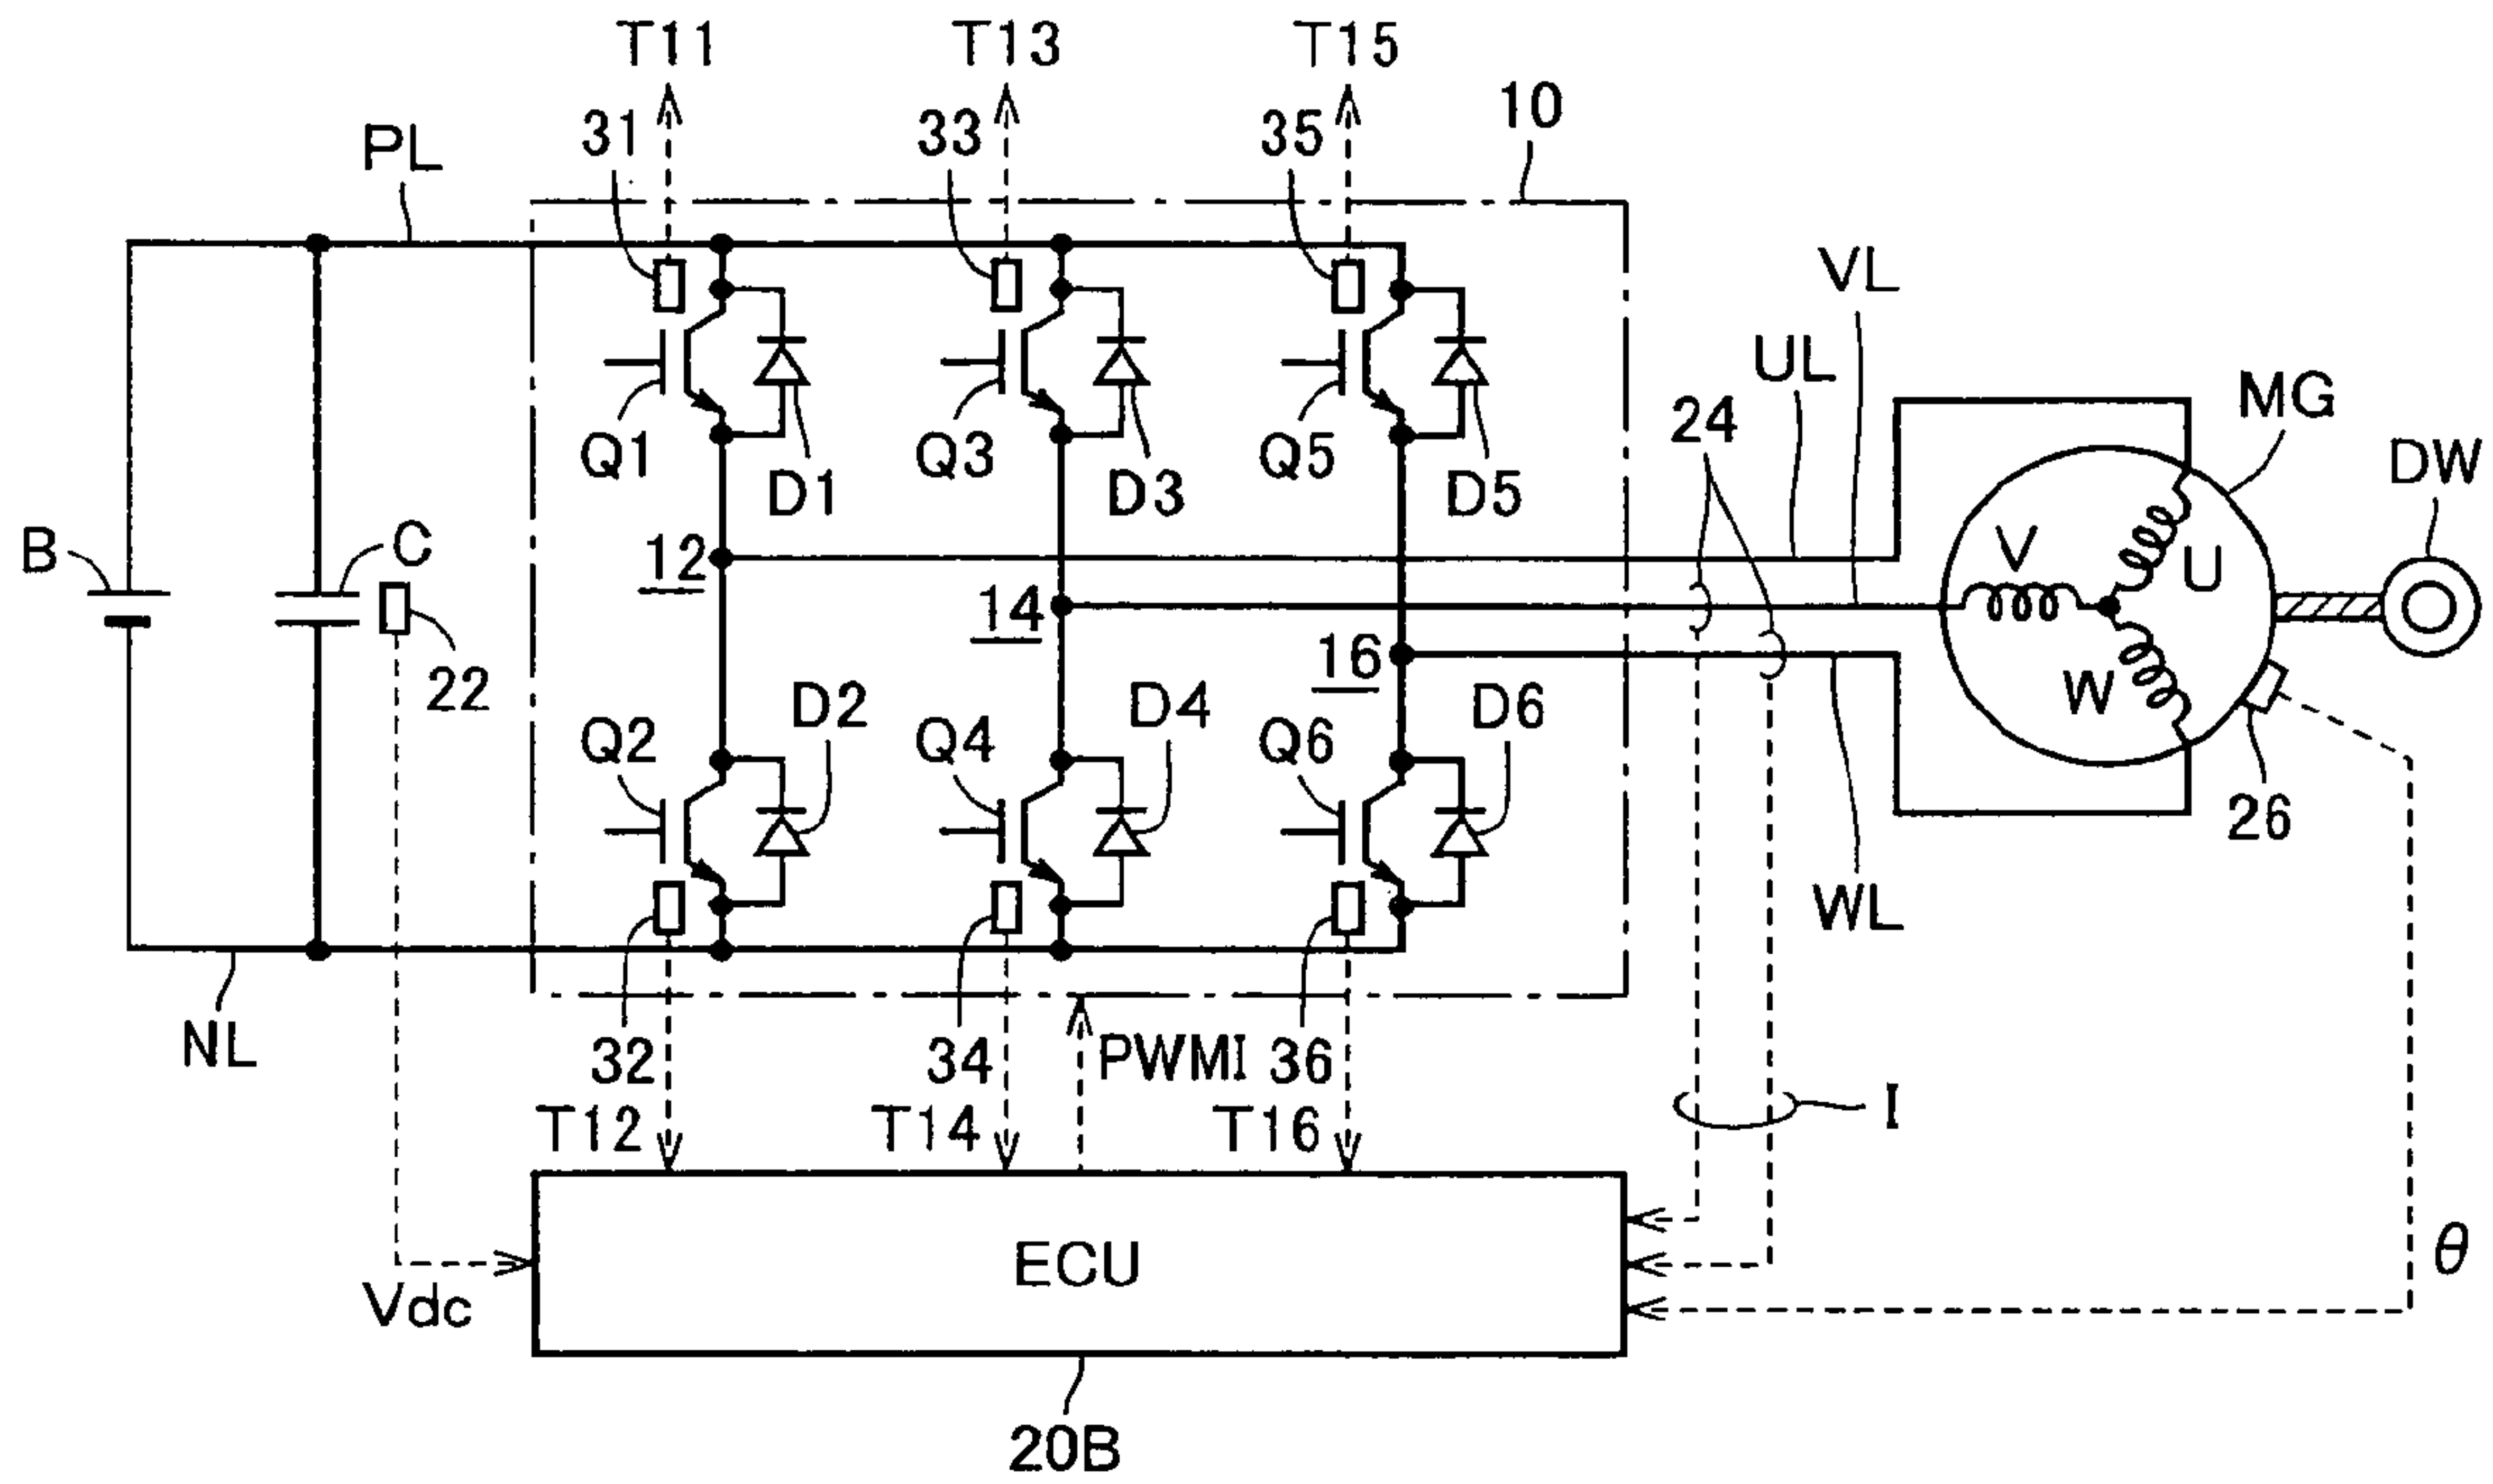 T11 T13 T15
31 33 35 10
PL
VL
UL
MG
24
DW
Q1 Q3 Q5
D1 D3 D5
B C
12
V U
14
16
22
W
D2 D4 D6
Q2 Q4 Q6
26
WL
NL
32 34 PWMI 36
T12 T14 T16
I
ECU
θ
Vdc
20B